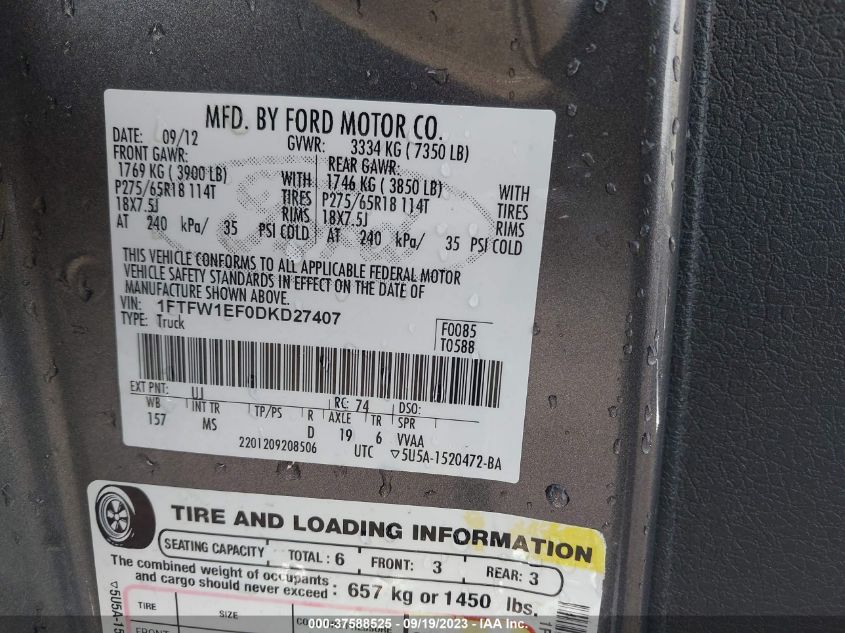 MFD. BY FORD MOTOR CO.
DATE: 09/12 GVWR: 3334 KG ( 7350 LB)
FRONT GAWR: REAR GAWR:
1769 KG ( 3900 LB) WITH 1746 KG ( 3850 LB) WITH
P275/65R18 114T TIRES P275/65R18 114T TIRES
18X7.5J RIMS 18X7.5J RIMS
AT 240 kPa/ 35 PSI COLD AT 240 kPa/ 35 PSI COLD
THIS VEHICLE CONFORMS TO ALL APPLICABLE FEDERAL MOTOR
VEHICLE SAFETY STANDARDS IN EFFECT ON THE DATE OF
MANUFACTURE SHOWN ABOVE.
VIN: 1FTFW1EF0DKD27407
TYPE: Truck
F0085
T0588
EXT PNT: UJ RC: 74 DSO:
WB INT TR TP/PS R AXLE TR SPR
157 MS D 19 6 VVAA
2201209208506 UTC ▽5U5A-1520472-BA
TIRE AND LOADING INFORMATION
SEATING CAPACITY TOTAL: 6 FRONT: 3 REAR: 3
The combined weight of occupants
and cargo should never exceed: 657 kg or 1450 lbs.
TIRE SIZE
000-37588525 - 09/19/2023 - IAA Inc.